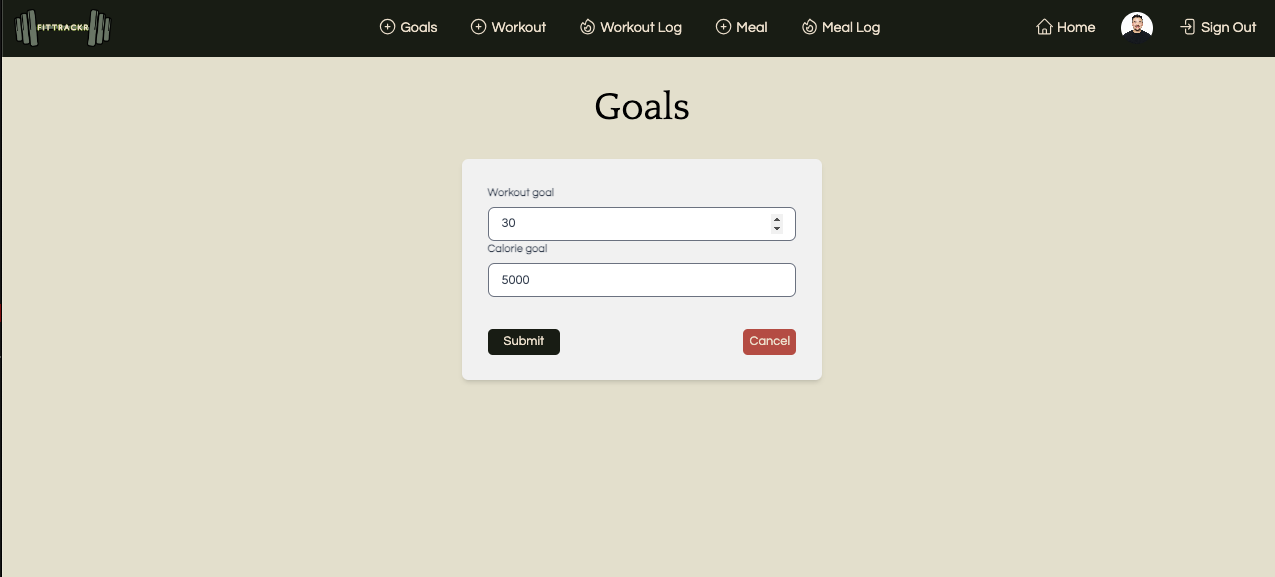 FITTRACKR
Goals
Workout
Workout Log
Meal
Meal Log
Home
Sign Out
Goals
Workout goal
30
Calorie goal
5000
Submit
Cancel